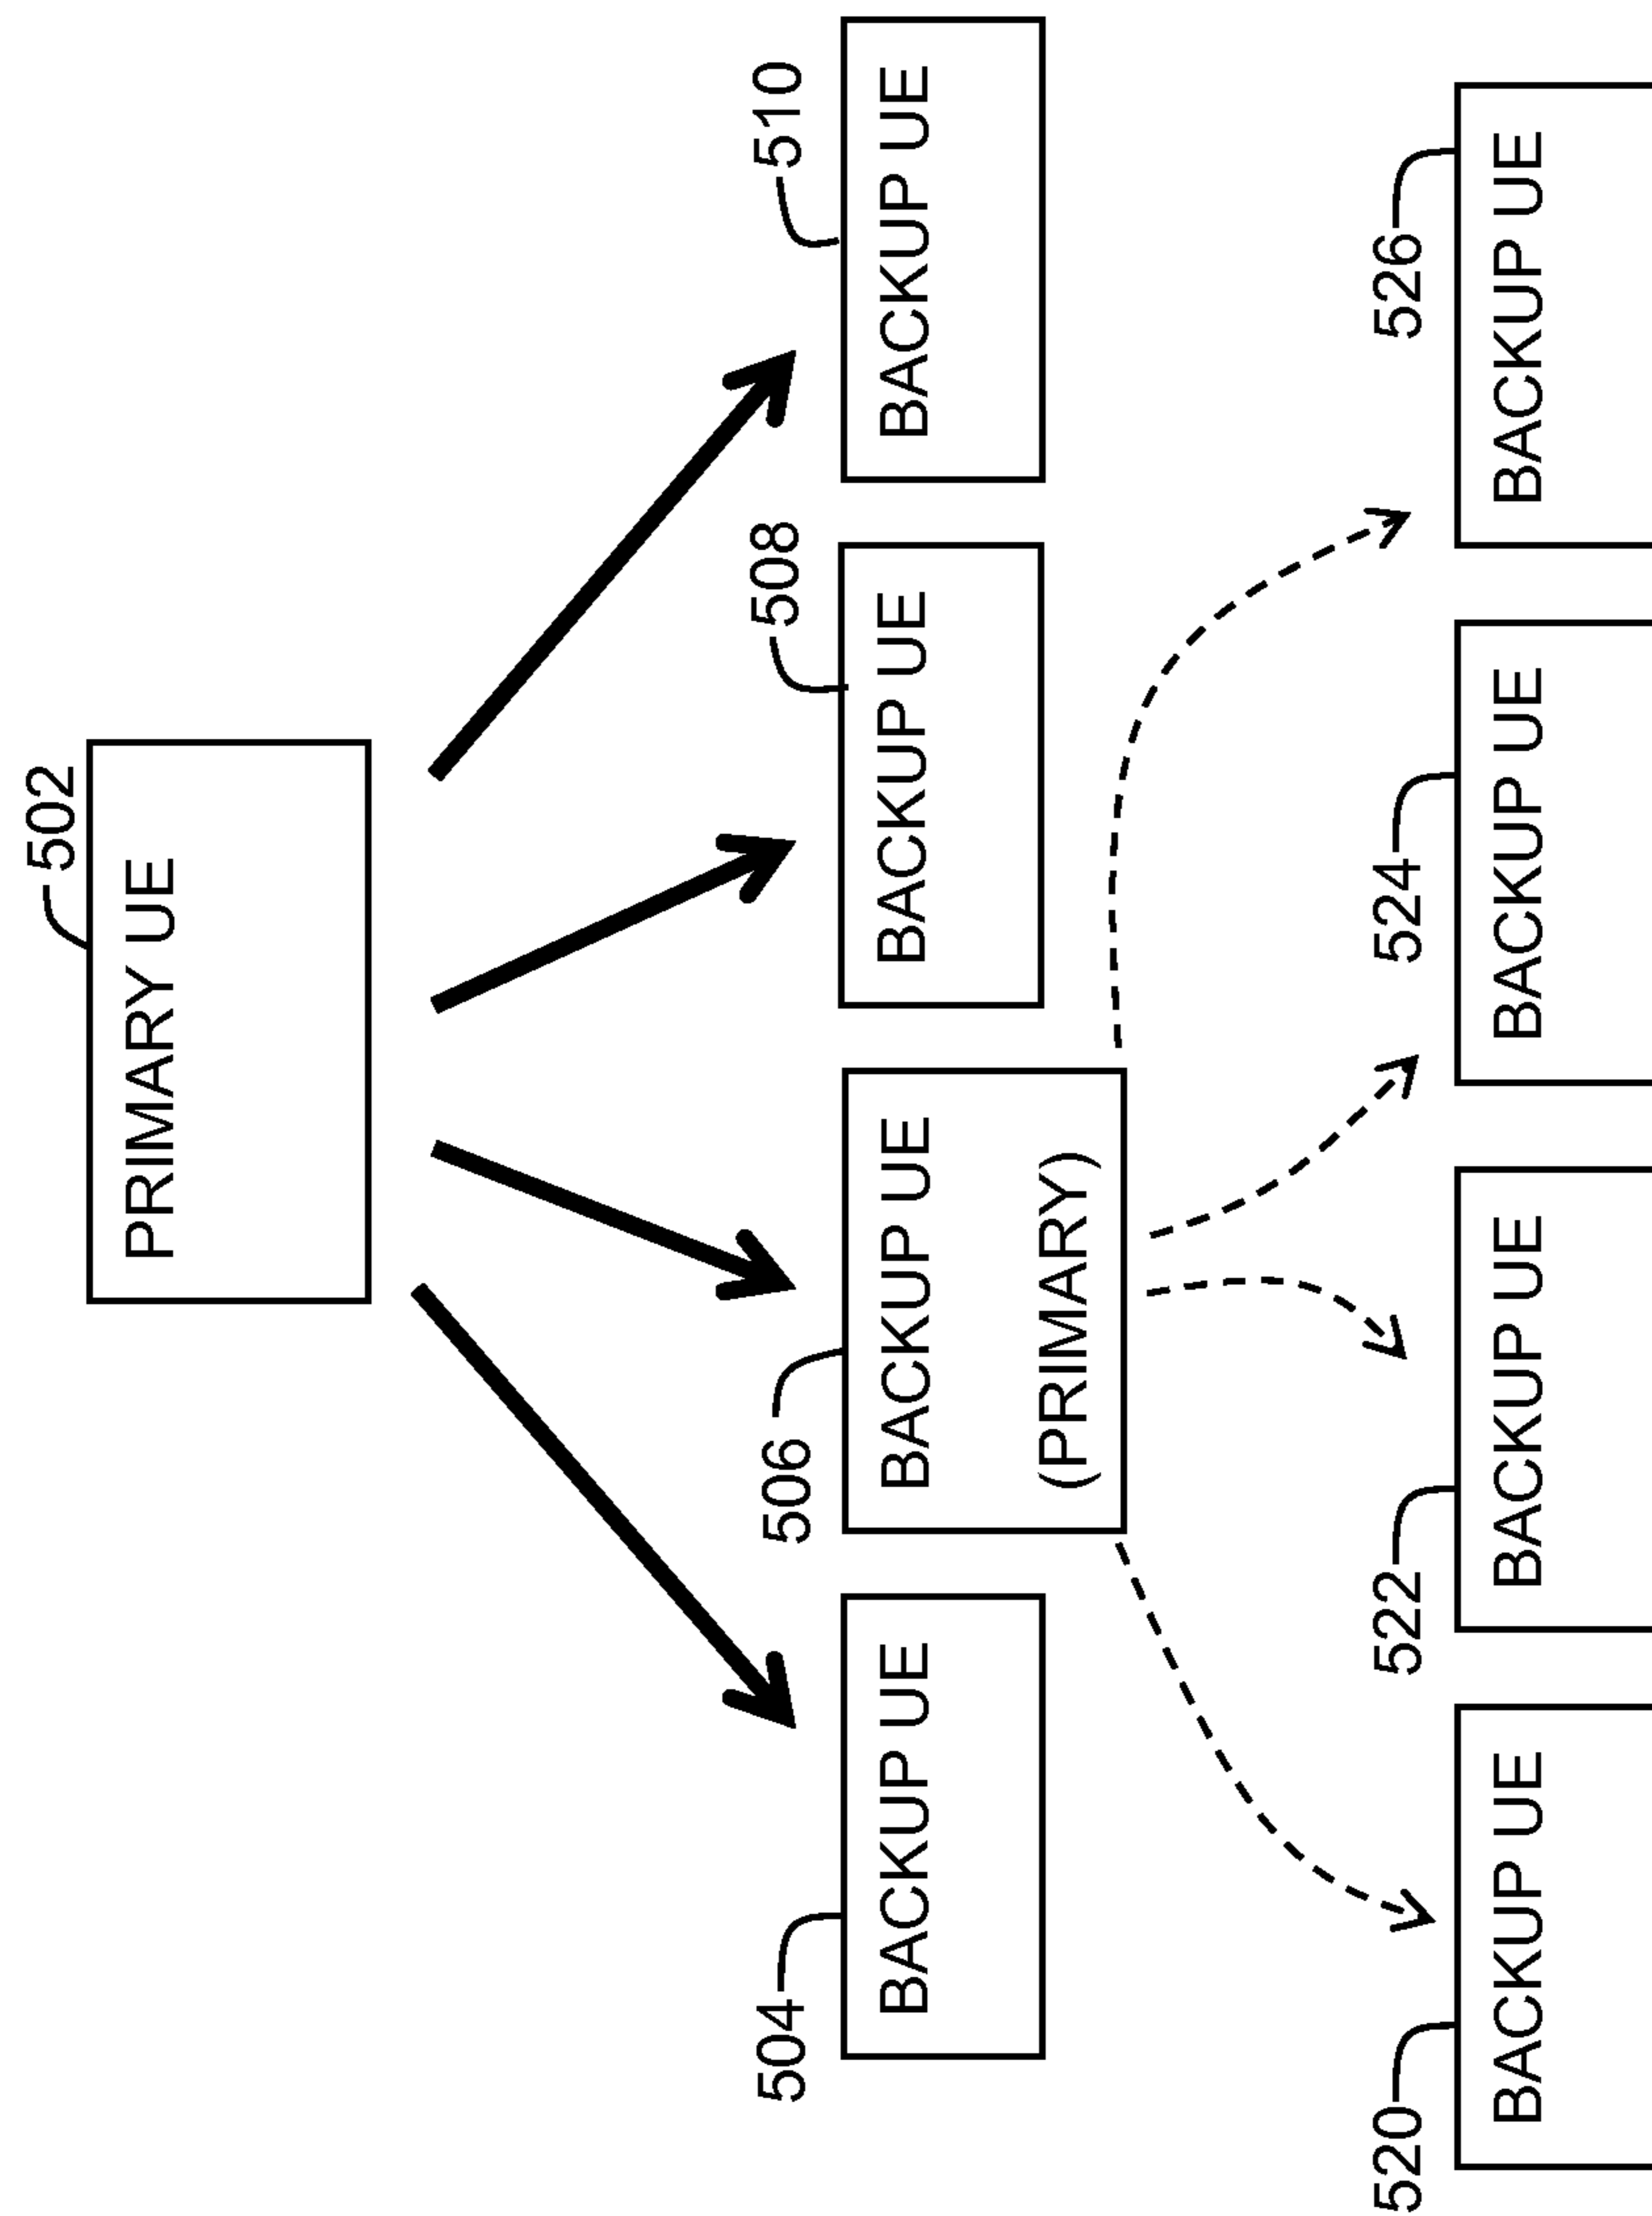 502
PRIMARY UE
504
BACKUP UE
506
BACKUP UE
(PRIMARY)
508
BACKUP UE
510
BACKUP UE
520
BACKUP UE
522
BACKUP UE
524
BACKUP UE
526
BACKUP UE